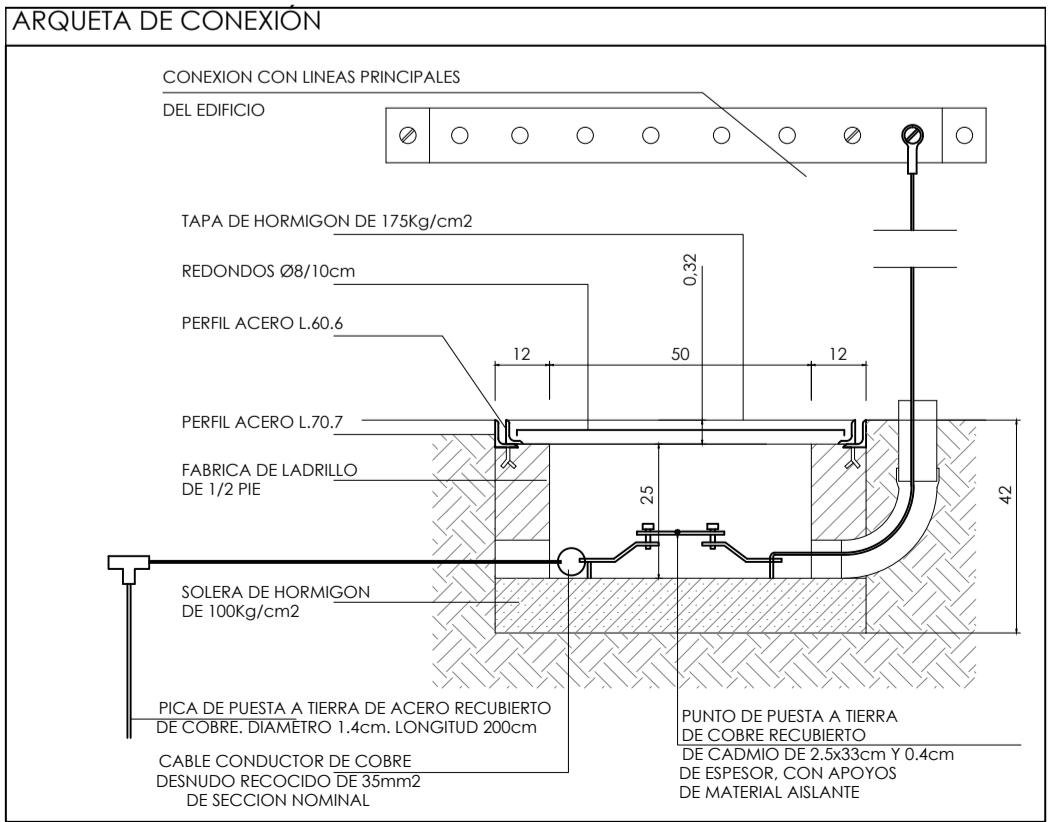 ARQUETA DE CONEXIÓN
CONEXION CON LINEAS PRINCIPALES
DEL EDIFICIO
TAPA DE HORMIGON DE 175Kg/cm2
REDONDOS Ø8/10cm
0,32
PERFIL ACERO L.60.6
12
50
12
PERFIL ACERO L.70.7
FABRICA DE LADRILLO
DE 1/2 PIE
25
42
SOLERA DE HORMIGON
DE 100Kg/cm2
PICA DE PUESTA A TIERRA DE ACERO RECUBIERTO
DE COBRE. DIAMETRO 1.4cm. LONGITUD 200cm
CABLE CONDUCTOR DE COBRE
DESNUDO RECOCIDO DE 35mm2
DE SECCION NOMINAL
PUNTO DE PUESTA A TIERRA
DE COBRE RECUBIERTO
DE CADMIO DE 2.5x33cm Y 0.4cm
DE ESPESOR, CON APOYOS
DE MATERIAL AISLANTE